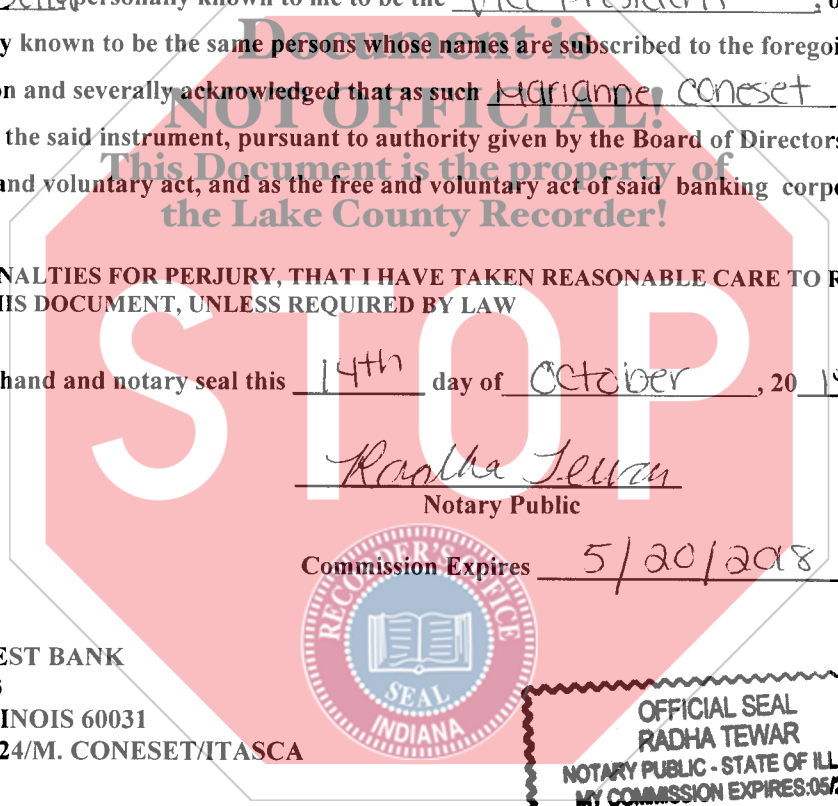 personally known to me to be the Vice President, o
y known to be the same persons whose names are subscribed to the foregoi
Document is
on and severally acknowledged that as such Marianne Coneset
NOT OFFICIAL!
the said instrument, pursuant to authority given by the Board of Directors
This Document is the property of
and voluntary act, and as the free and voluntary act of said banking corpo
the Lake County Recorder!
NALTIES FOR PERJURY, THAT I HAVE TAKEN REASONABLE CARE TO R
HIS DOCUMENT, UNLESS REQUIRED BY LAW
STOP
hand and notary seal this 14th day of October, 20 1
Radha Tewar
Notary Public
Commission Expires 5/20/2018
RECORDER'S OFFICE
SEAL
INDIANA
EST BANK
INOIS 60031
24/M. CONESET/ITASCA
OFFICIAL SEAL
RADHA TEWAR
NOTARY PUBLIC - STATE OF ILL
MY COMMISSION EXPIRES:05/